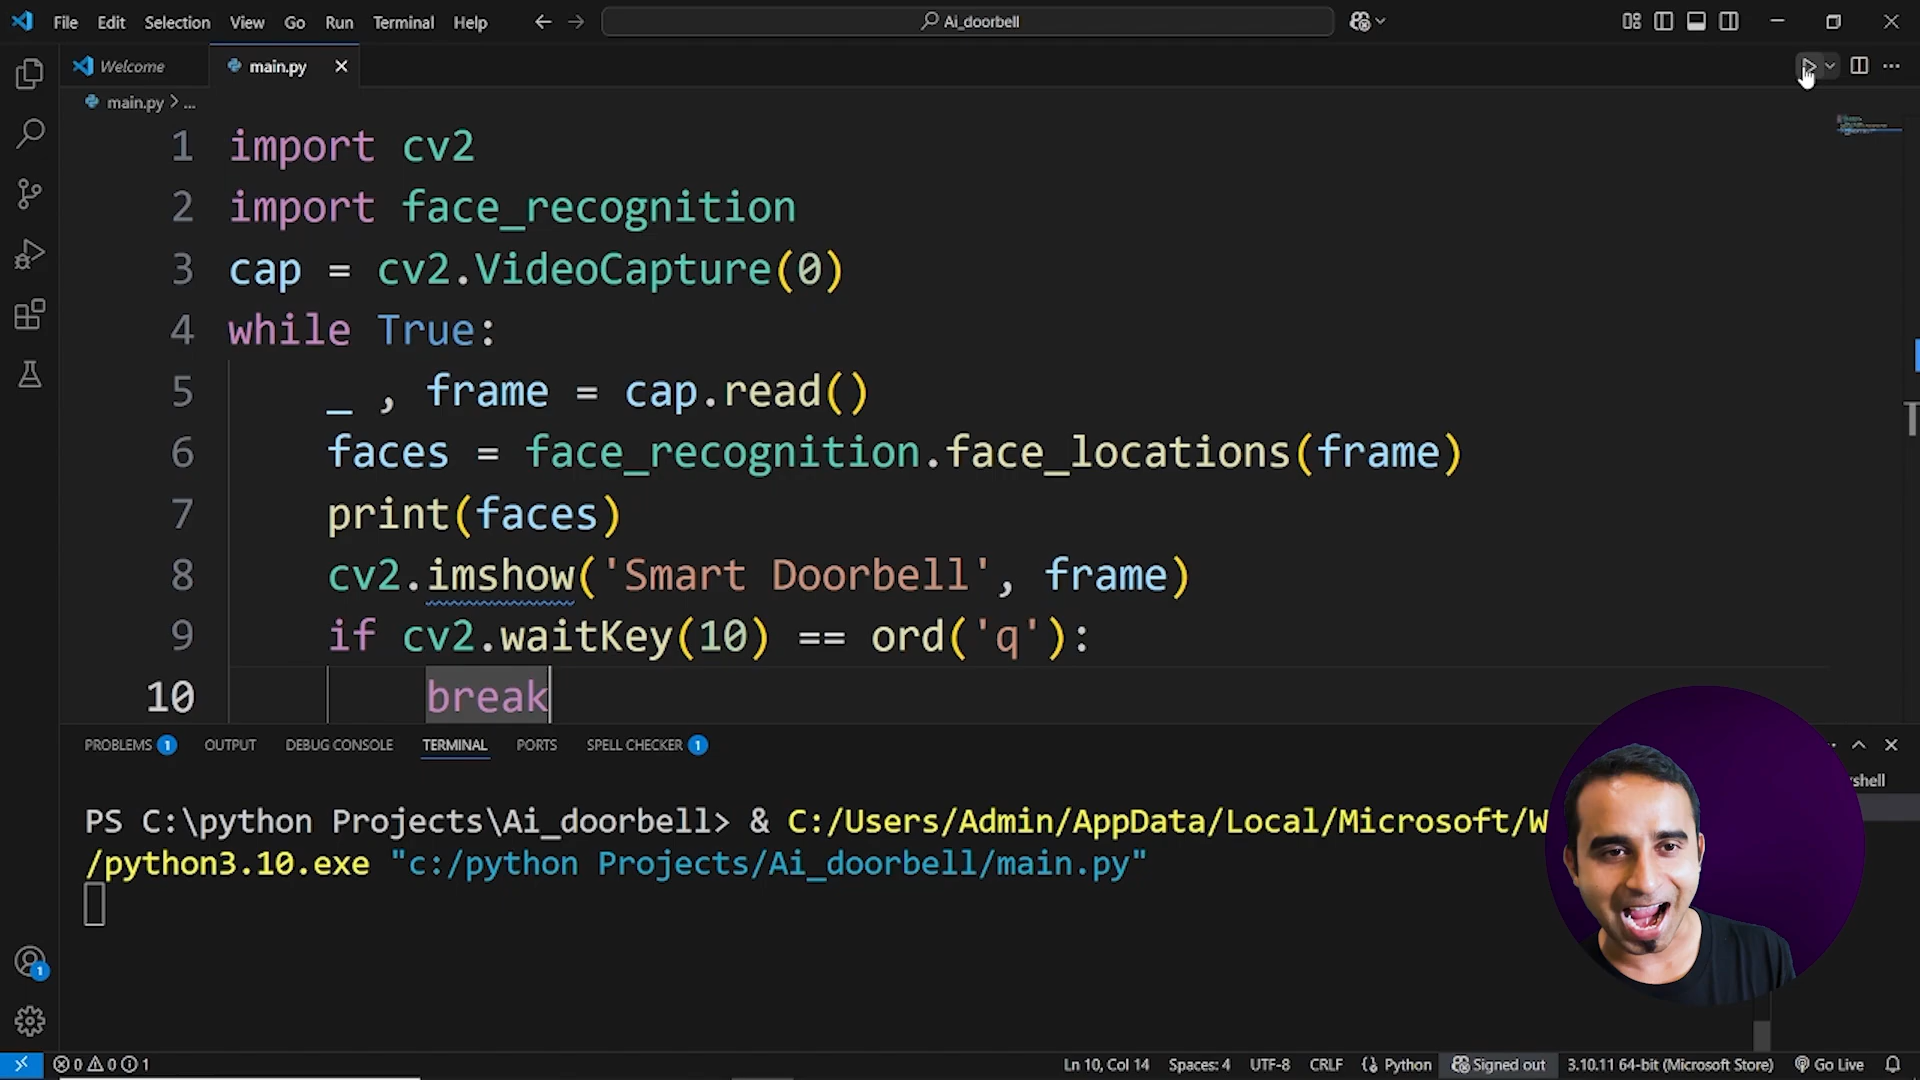 File Edit Selection View Go Run Terminal Help Ai_doorbell
Welcome main.py
main.py > ...
1 import cv2
2 import face_recognition
3 cap = cv2.VideoCapture(0)
4 while True:
5 _ , frame = cap.read()
6 faces = face_recognition.face_locations(frame)
7 print(faces)
8 cv2.imshow('Smart Doorbell', frame)
9 if cv2.waitKey(10) == ord('q'):
10 break
PROBLEMS 1 OUTPUT DEBUG CONSOLE TERMINAL PORTS SPELL CHECKER 1
shell
PS C:\python Projects\Ai_doorbell> & C:/Users/Admin/AppData/Local/Microsoft/W
/python3.10.exe "c:/python Projects/Ai_doorbell/main.py"
1
0 0 1 Ln 10, Col 14 Spaces: 4 UTF-8 CRLF Python Signed out 3.10.11 64-bit (Microsoft Store) Go Live